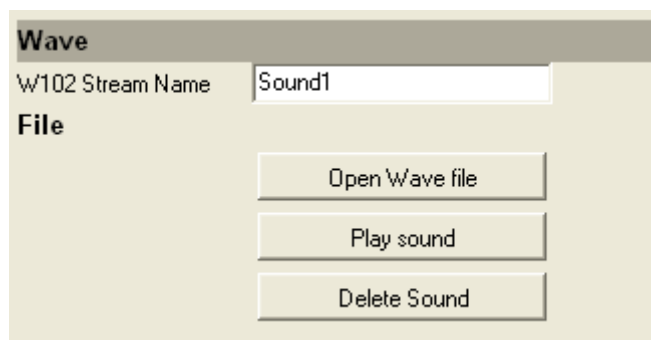 Wave
W102 Stream Name Sound1
File
Open Wave file
Play sound
Delete Sound